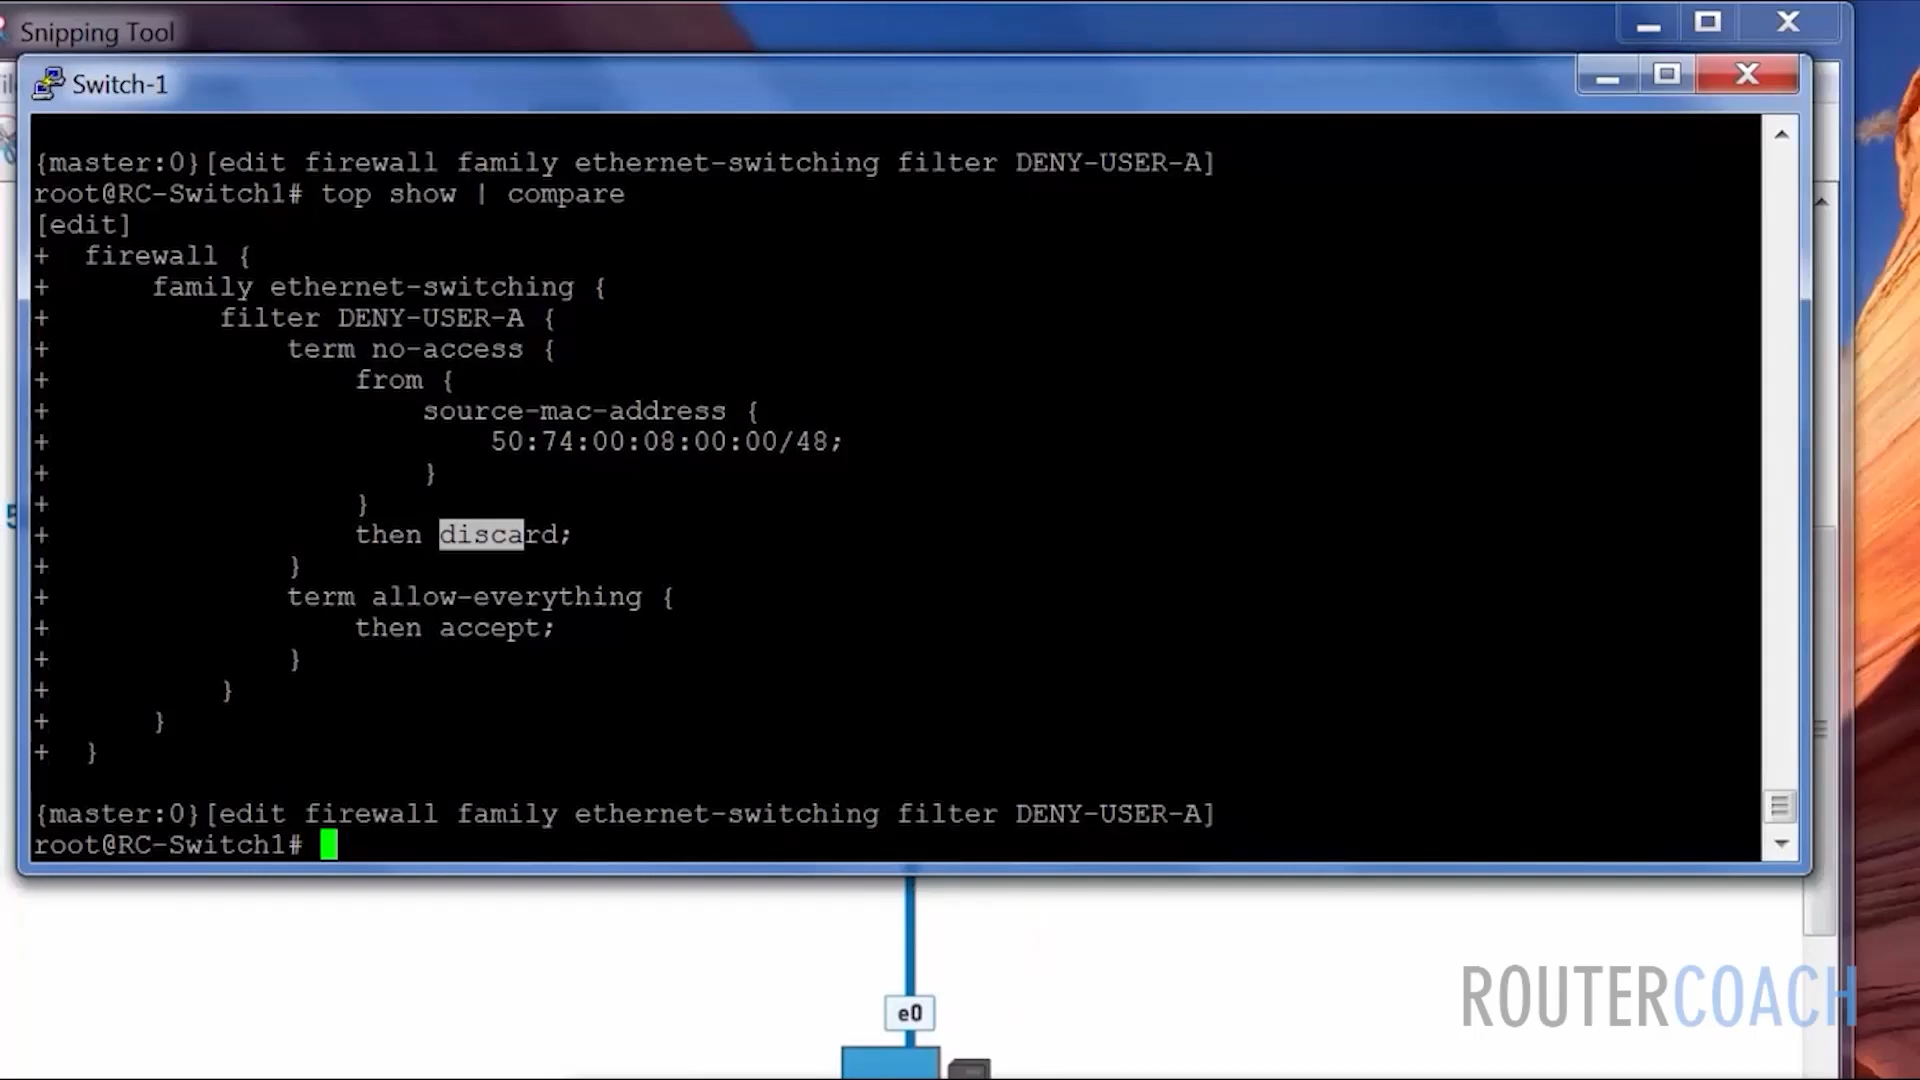 Snipping Tool
Switch-1
{master:0}[edit firewall family ethernet-switching filter DENY-USER-A]
root@RC-Switch1# top show | compare
[edit]
+  firewall {
+      family ethernet-switching {
+          filter DENY-USER-A {
+              term no-access {
+                  from {
+                      source-mac-address {
+                          50:74:00:08:00:00/48;
+                      }
+                  }
+                  then discard;
+              }
+              term allow-everything {
+                  then accept;
+              }
+          }
+      }
+  }
{master:0}[edit firewall family ethernet-switching filter DENY-USER-A]
root@RC-Switch1#
e0
ROUTERCOACH